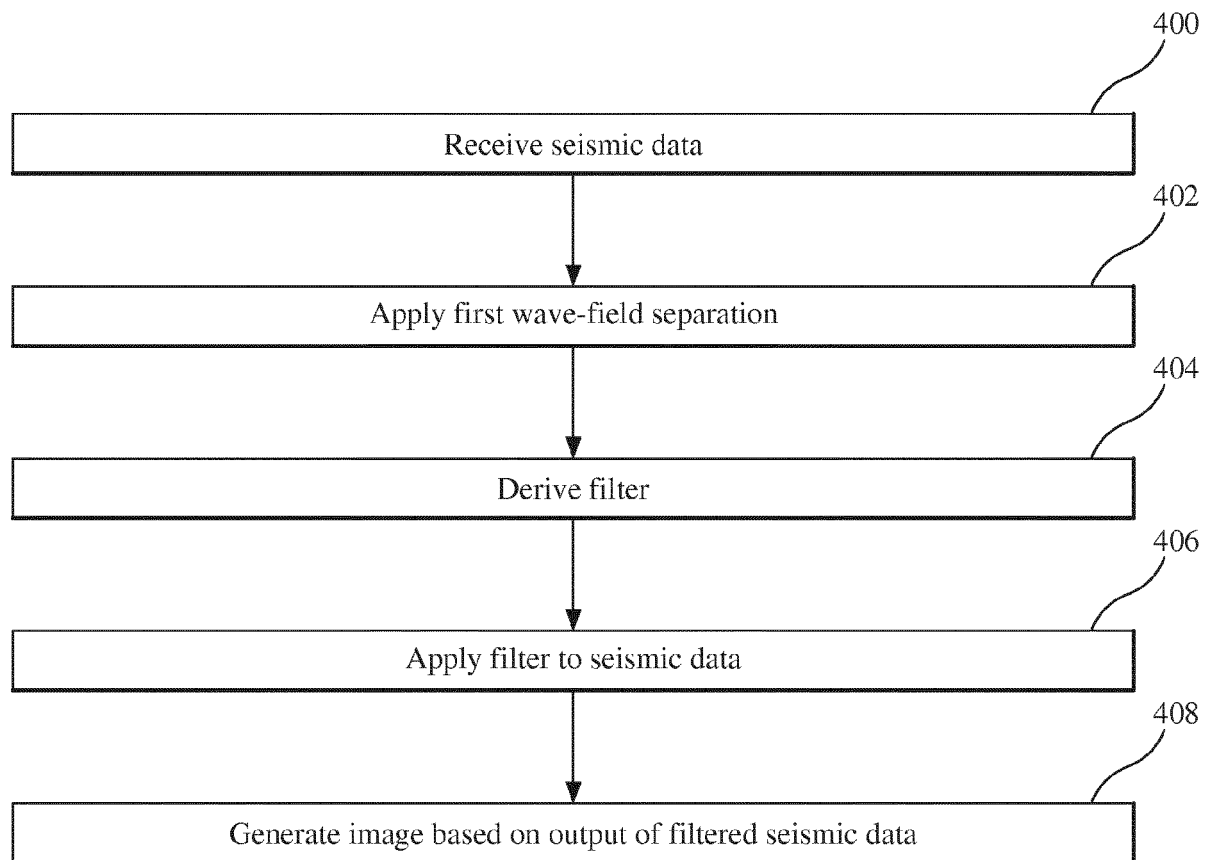 400
Receive seismic data
402
Apply first wave-field separation
404
Derive filter
406
Apply filter to seismic data
408
Generate image based on output of filtered seismic data